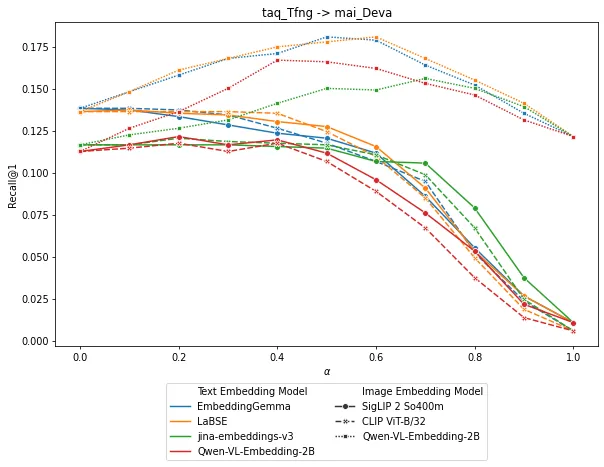 taq_Tfng -> mai_Deva
Recall@1
0.175
0.150
0.125
0.100
0.075
0.050
0.025
0.000
0.0 0.2 0.4 0.6 0.8 1.0
α
Text Embedding Model
EmbeddingGemma
LaBSE
jina-embeddings-v3
Qwen-VL-Embedding-2B
Image Embedding Model
SigLIP 2 So400m
CLIP ViT-B/32
Qwen-VL-Embedding-2B